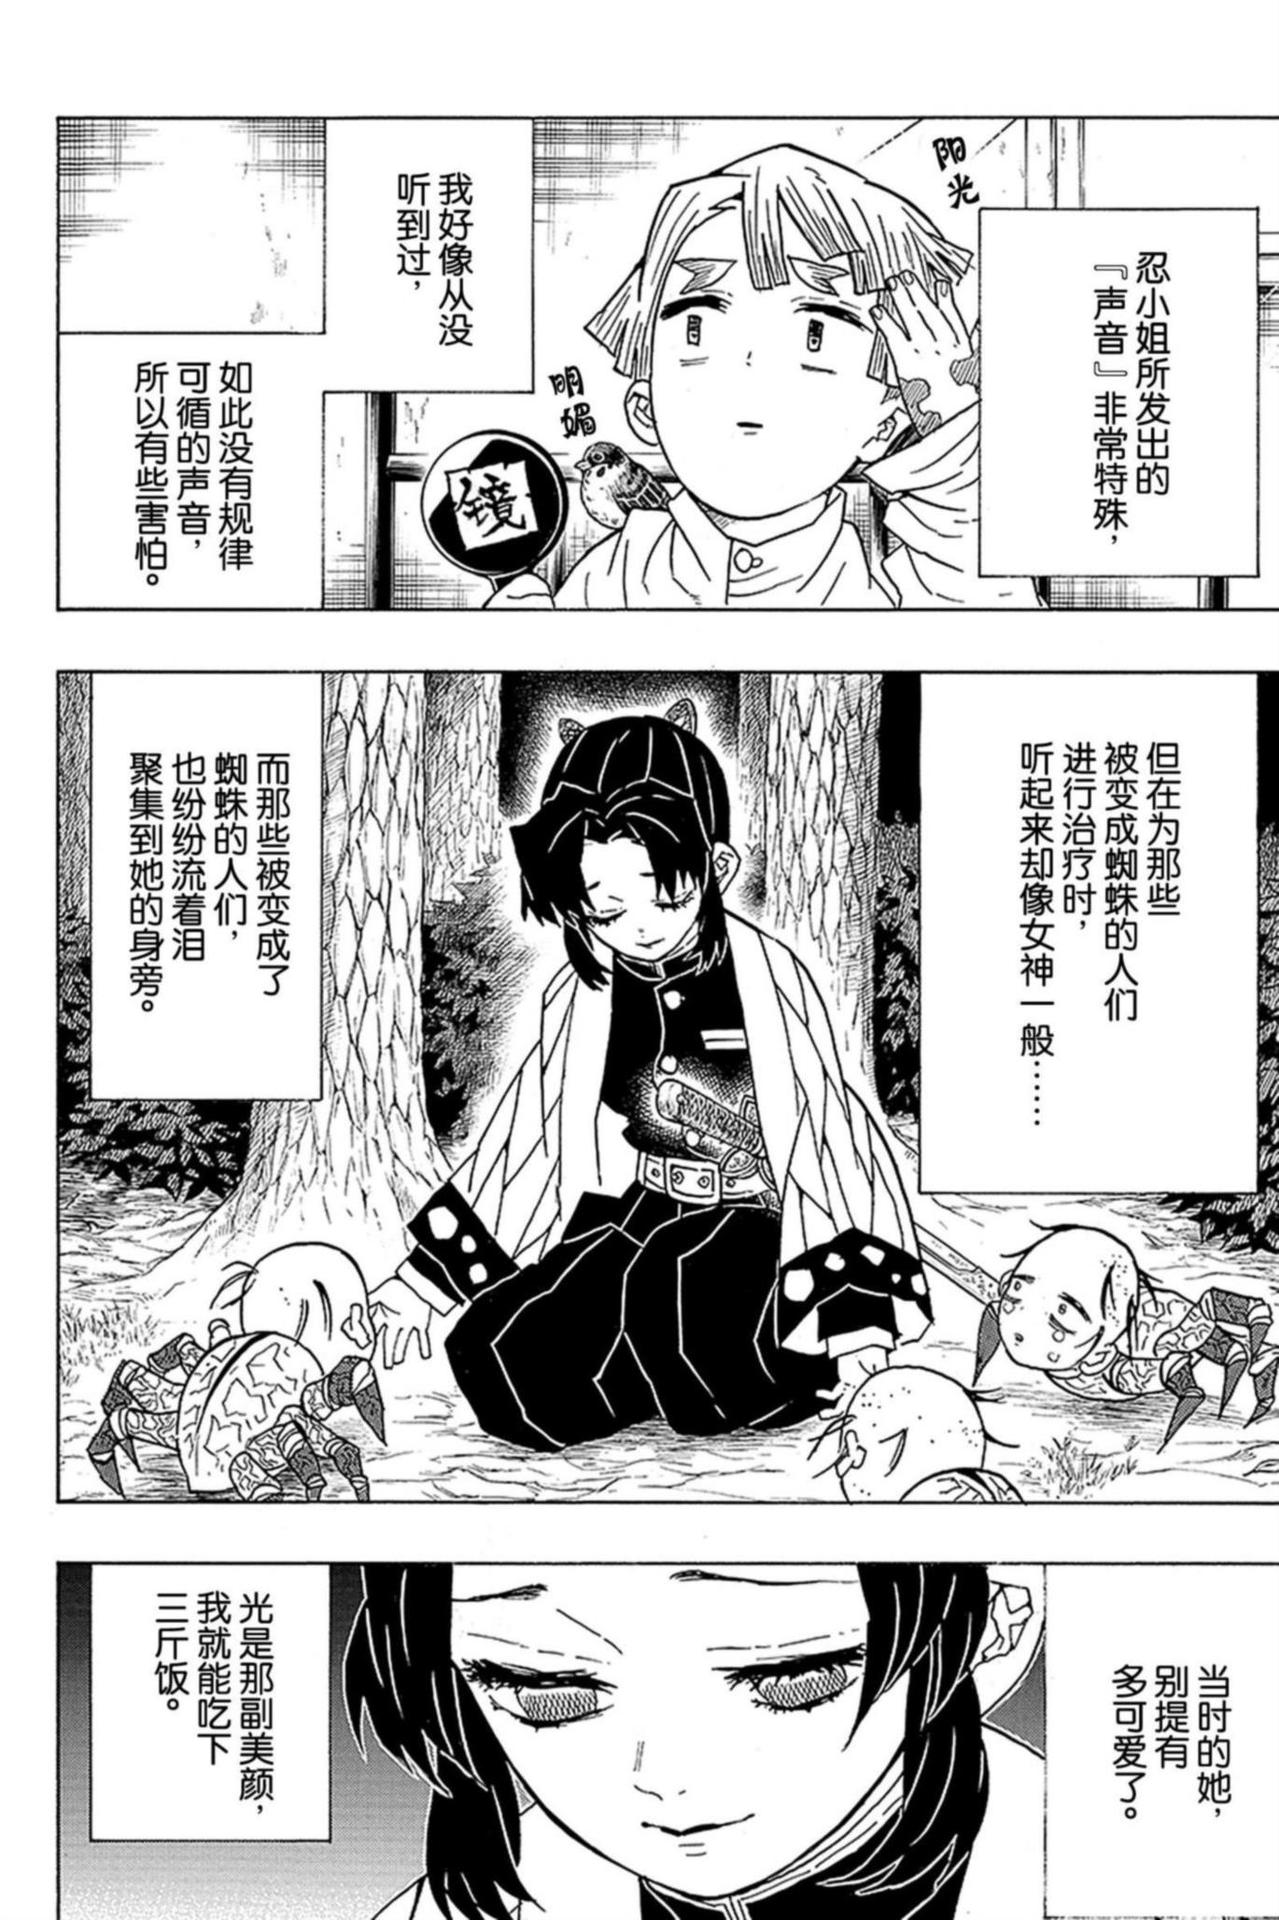 忍小姐所发出的
『声音』非常特殊，
阳光
明媚
镜
我好像从没
听到过，
如此没有规律
可循的声音，
所以有些害怕。
但在为那些
被变成蜘蛛的人们
进行治疗时，
听起来却像女神一般……
而那些被变成了
蜘蛛的人们，
也纷纷流着泪
聚集到她的身旁。
当时的她，
别提有
多可爱了。
光是那副美颜，
我就能吃下
三斤饭。